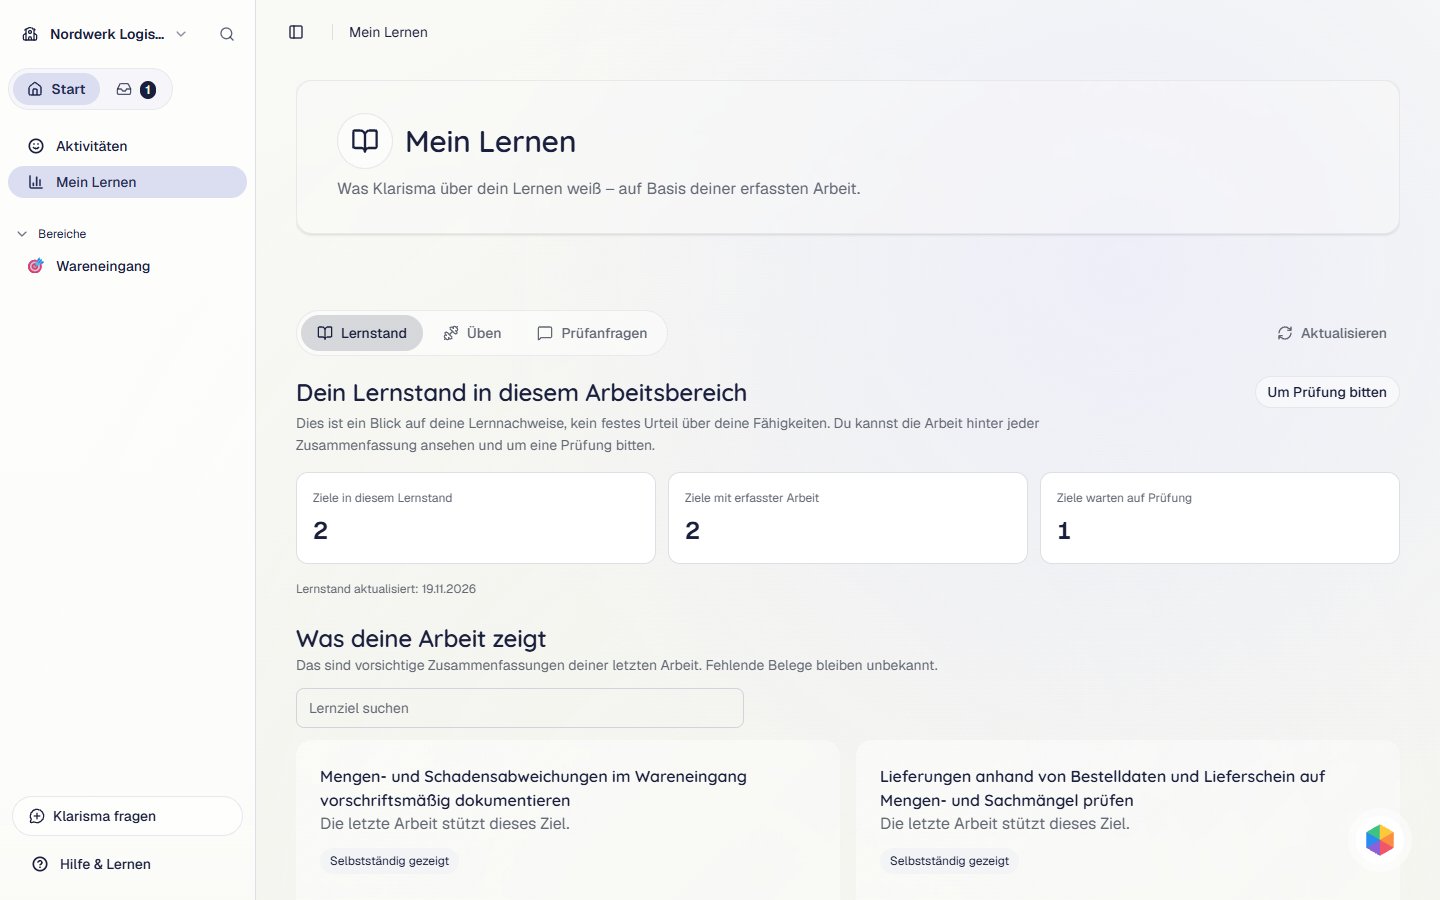 Nordwerk Logis...
Start
1
Aktivitäten
Mein Lernen
Bereiche
Wareneingang
Klarisma fragen
Hilfe & Lernen
Mein Lernen
Mein Lernen
Was Klarisma über dein Lernen weiß – auf Basis deiner erfassten Arbeit.
Lernstand
Üben
Prüfanfragen
Aktualisieren
Dein Lernstand in diesem Arbeitsbereich
Um Prüfung bitten
Dies ist ein Blick auf deine Lernnachweise, kein festes Urteil über deine Fähigkeiten. Du kannst die Arbeit hinter jeder
Zusammenfassung ansehen und um eine Prüfung bitten.
Ziele in diesem Lernstand
2
Ziele mit erfasster Arbeit
2
Ziele warten auf Prüfung
1
Lernstand aktualisiert: 19.11.2026
Was deine Arbeit zeigt
Das sind vorsichtige Zusammenfassungen deiner letzten Arbeit. Fehlende Belege bleiben unbekannt.
Lernziel suchen
Mengen- und Schadensabweichungen im Wareneingang
vorschriftsmäßig dokumentieren
Die letzte Arbeit stützt dieses Ziel.
Selbstständig gezeigt
Lieferungen anhand von Bestelldaten und Lieferschein auf
Mengen- und Sachmängel prüfen
Die letzte Arbeit stützt dieses Ziel.
Selbstständig gezeigt